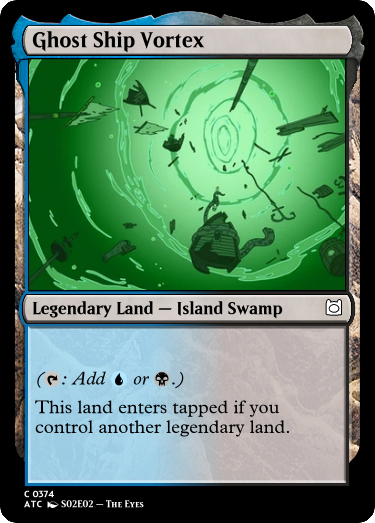 Ghost Ship Vortex
Legendary Land — Island Swamp
(: Add or .)
This land enters tapped if you
control another legendary land.
C 0374
ATC S02E02 — The Eyes